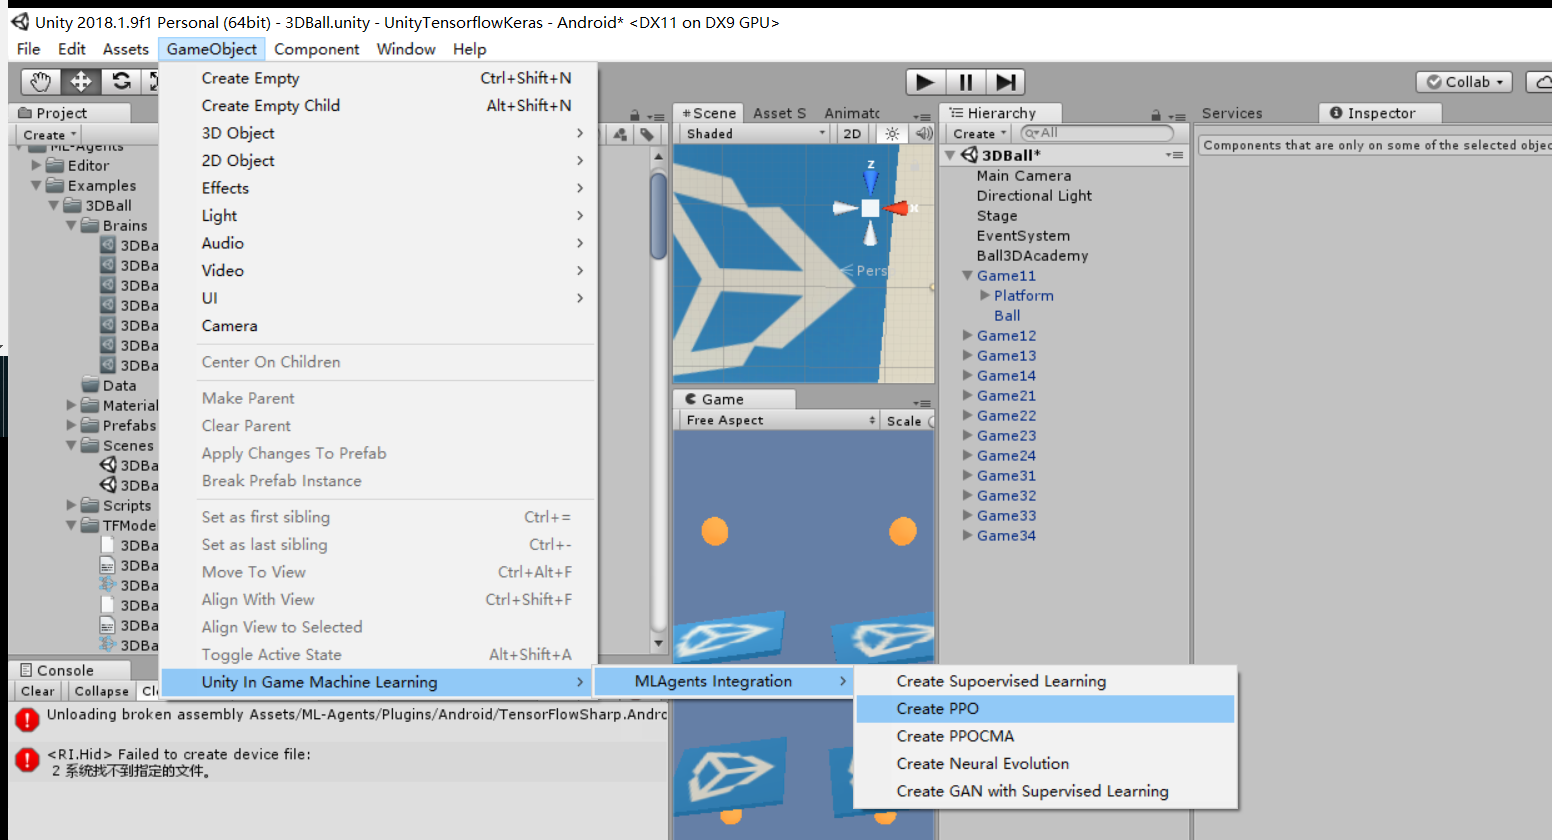 Unity 2018.1.9f1 Personal (64bit) - 3DBall.unity - UnityTensorflowKeras - Android* <DX11 on DX9 GPU>
File Edit Assets GameObject Component Window Help
Collab
Project
Create
ML-Agents
Editor
Examples
3DBall
Brains
3DBa
3DBa
3DBa
3DBa
3DBa
3DBa
3DBa
Data
Material
Prefabs
Scenes
3DBa
3DBa
Scripts
TFMode
3DBa
3DBa
3DBa
3DBa
3DBa
3DBa
Create Empty Ctrl+Shift+N
Create Empty Child Alt+Shift+N
3D Object
2D Object
Effects
Light
Audio
Video
UI
Camera
Center On Children
Make Parent
Clear Parent
Apply Changes To Prefab
Break Prefab Instance
Set as first sibling Ctrl+=
Set as last sibling Ctrl+-
Move To View Ctrl+Alt+F
Align With View Ctrl+Shift+F
Align View to Selected
Toggle Active State Alt+Shift+A
Unity In Game Machine Learning
MLAgents Integration
Create Supoervised Learning
Create PPO
Create PPOCMA
Create Neural Evolution
Create GAN with Supervised Learning
Scene Asset S Animatc
Shaded 2D
z
x
Pers
Game
Free Aspect Scale
Hierarchy
Create All
3DBall*
Main Camera
Directional Light
Stage
EventSystem
Ball3DAcademy
Game11
Platform
Ball
Game12
Game13
Game14
Game21
Game22
Game23
Game24
Game31
Game32
Game33
Game34
Services Inspector
Components that are only on some of the selected objec
Console
Clear Collapse Cl
Unloading broken assembly Assets/ML-Agents/Plugins/Android/TensorFlowSharp.Andrc
<RI.Hid> Failed to create device file:
2 系统找不到指定的文件。